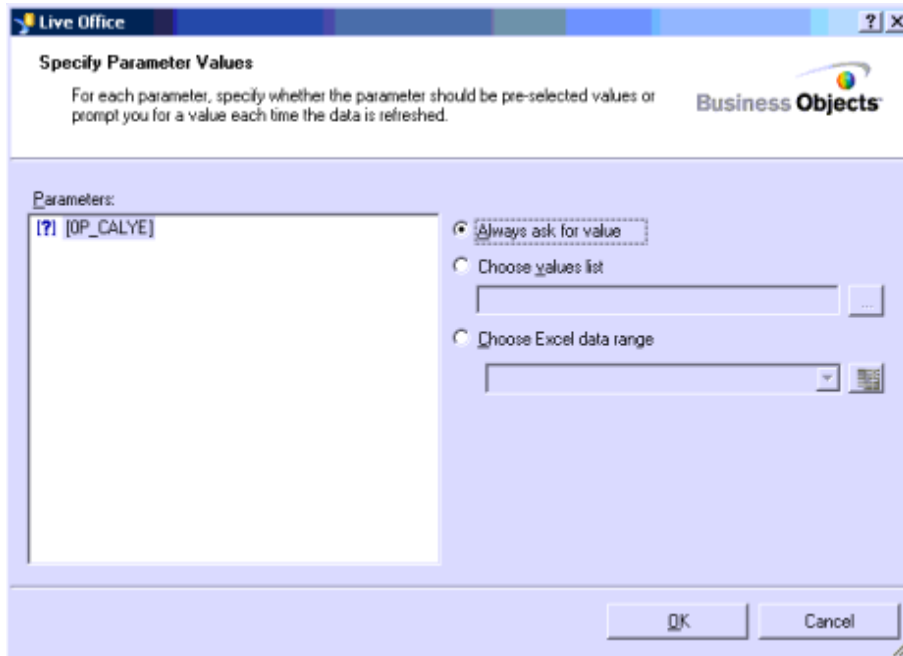 Live Office
Specify Parameter Values
For each parameter, specify whether the parameter should be pre-selected values or
prompt you for a value each time the data is refreshed.
Business Objects
Parameters:
[?] [0P_CALYE]
Always ask for value
Choose values list
...
Choose Excel data range
OK
Cancel